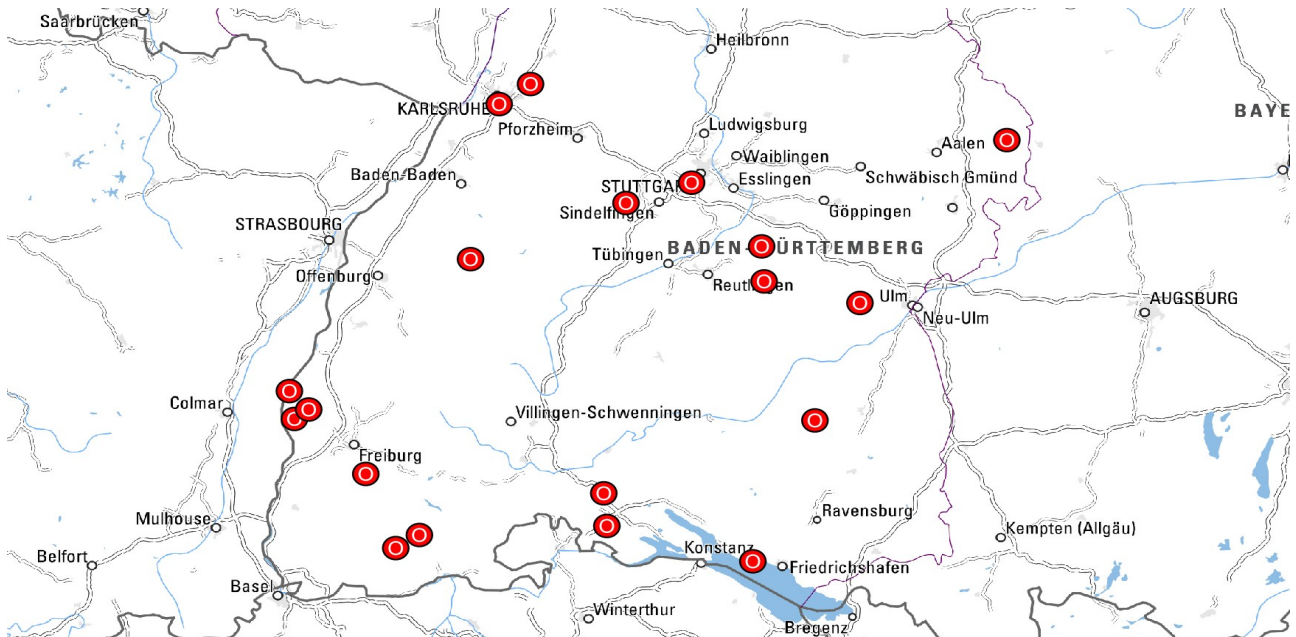 Saarbrücken
Heilbronn
KARLSRUHE
BAYE
Pforzheim
Ludwigsburg
Aalen
Waiblingen
Baden-Baden
STUTTGAR
Esslingen
Schwäbisch Gmünd
Sindelfingen
Göppingen
STRASBOURG
Tübingen
BADEN-WÜRTTEMBERG
Offenburg
Reutlingen
Ulm
AUGSBURG
Neu-Ulm
Colmar
Villingen-Schwenningen
Freiburg
Ravensburg
Mulhouse
Kempten (Allgäu)
Konstanz
Belfort
Friedrichshafen
Basel
Winterthur
Bregenz